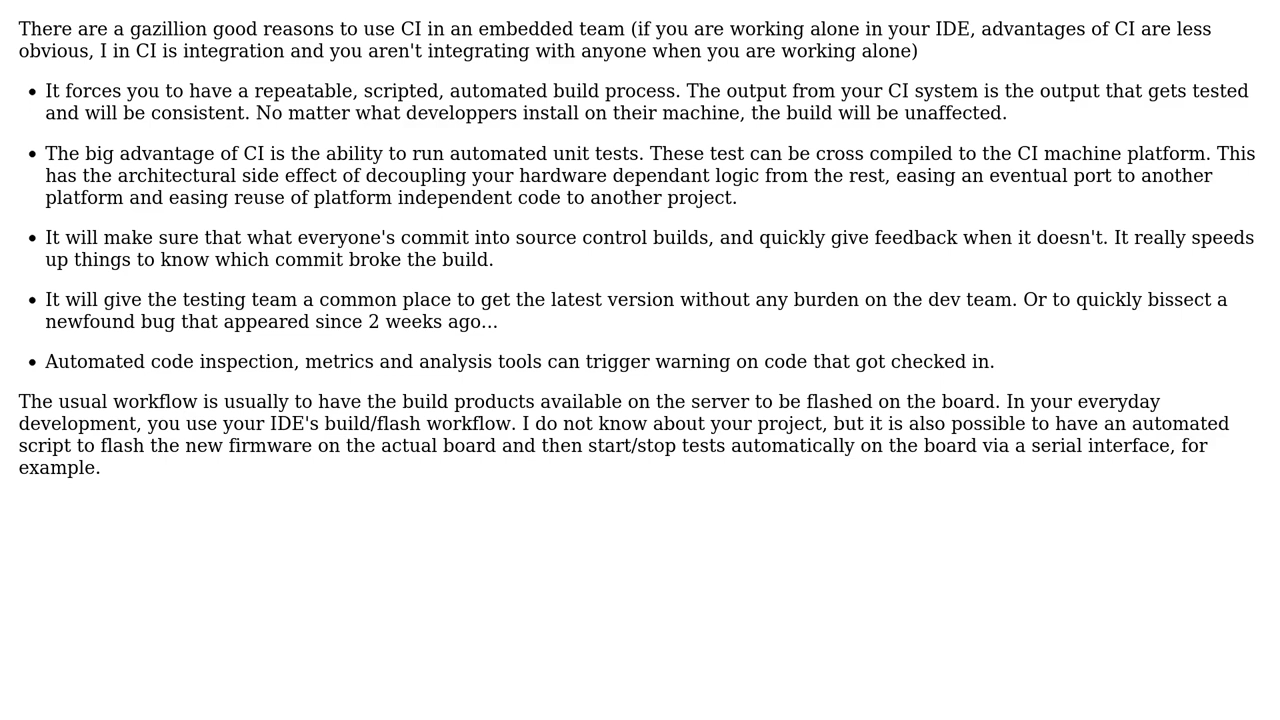 There are a gazillion good reasons to use CI in an embedded team (if you are working alone in your IDE, advantages of CI are less
obvious, I in CI is integration and you aren't integrating with anyone when you are working alone)
• It forces you to have a repeatable, scripted, automated build process. The output from your CI system is the output that gets tested
and will be consistent. No matter what developpers install on their machine, the build will be unaffected.
• The big advantage of CI is the ability to run automated unit tests. These test can be cross compiled to the CI machine platform. This
has the architectural side effect of decoupling your hardware dependant logic from the rest, easing an eventual port to another
platform and easing reuse of platform independent code to another project.
• It will make sure that what everyone's commit into source control builds, and quickly give feedback when it doesn't. It really speeds
up things to know which commit broke the build.
• It will give the testing team a common place to get the latest version without any burden on the dev team. Or to quickly bissect a
newfound bug that appeared since 2 weeks ago...
• Automated code inspection, metrics and analysis tools can trigger warning on code that got checked in.
The usual workflow is usually to have the build products available on the server to be flashed on the board. In your everyday
development, you use your IDE's build/flash workflow. I do not know about your project, but it is also possible to have an automated
script to flash the new firmware on the actual board and then start/stop tests automatically on the board via a serial interface, for
example.